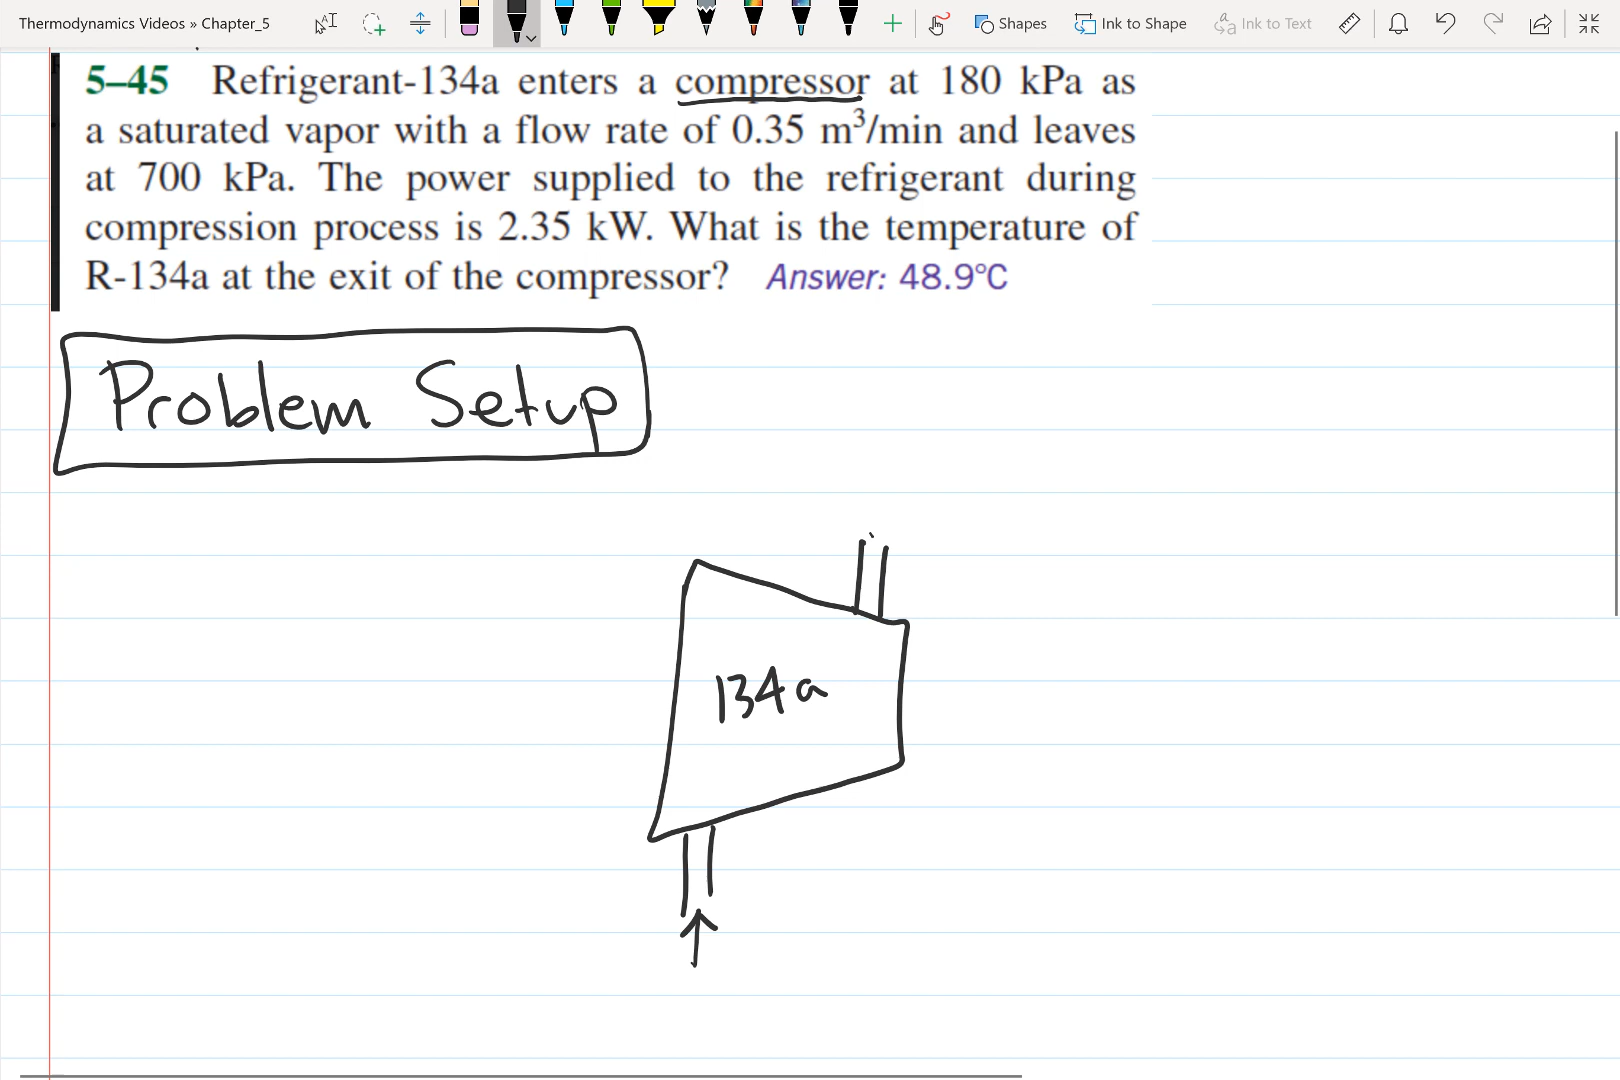 Thermodynamics Videos » Chapter_5
Shapes
Ink to Shape
Ink to Text
5–45 Refrigerant-134a enters a compressor at 180 kPa as
a saturated vapor with a flow rate of 0.35 m³/min and leaves
at 700 kPa. The power supplied to the refrigerant during
compression process is 2.35 kW. What is the temperature of
R-134a at the exit of the compressor? Answer: 48.9°C
Problem Setup
134a